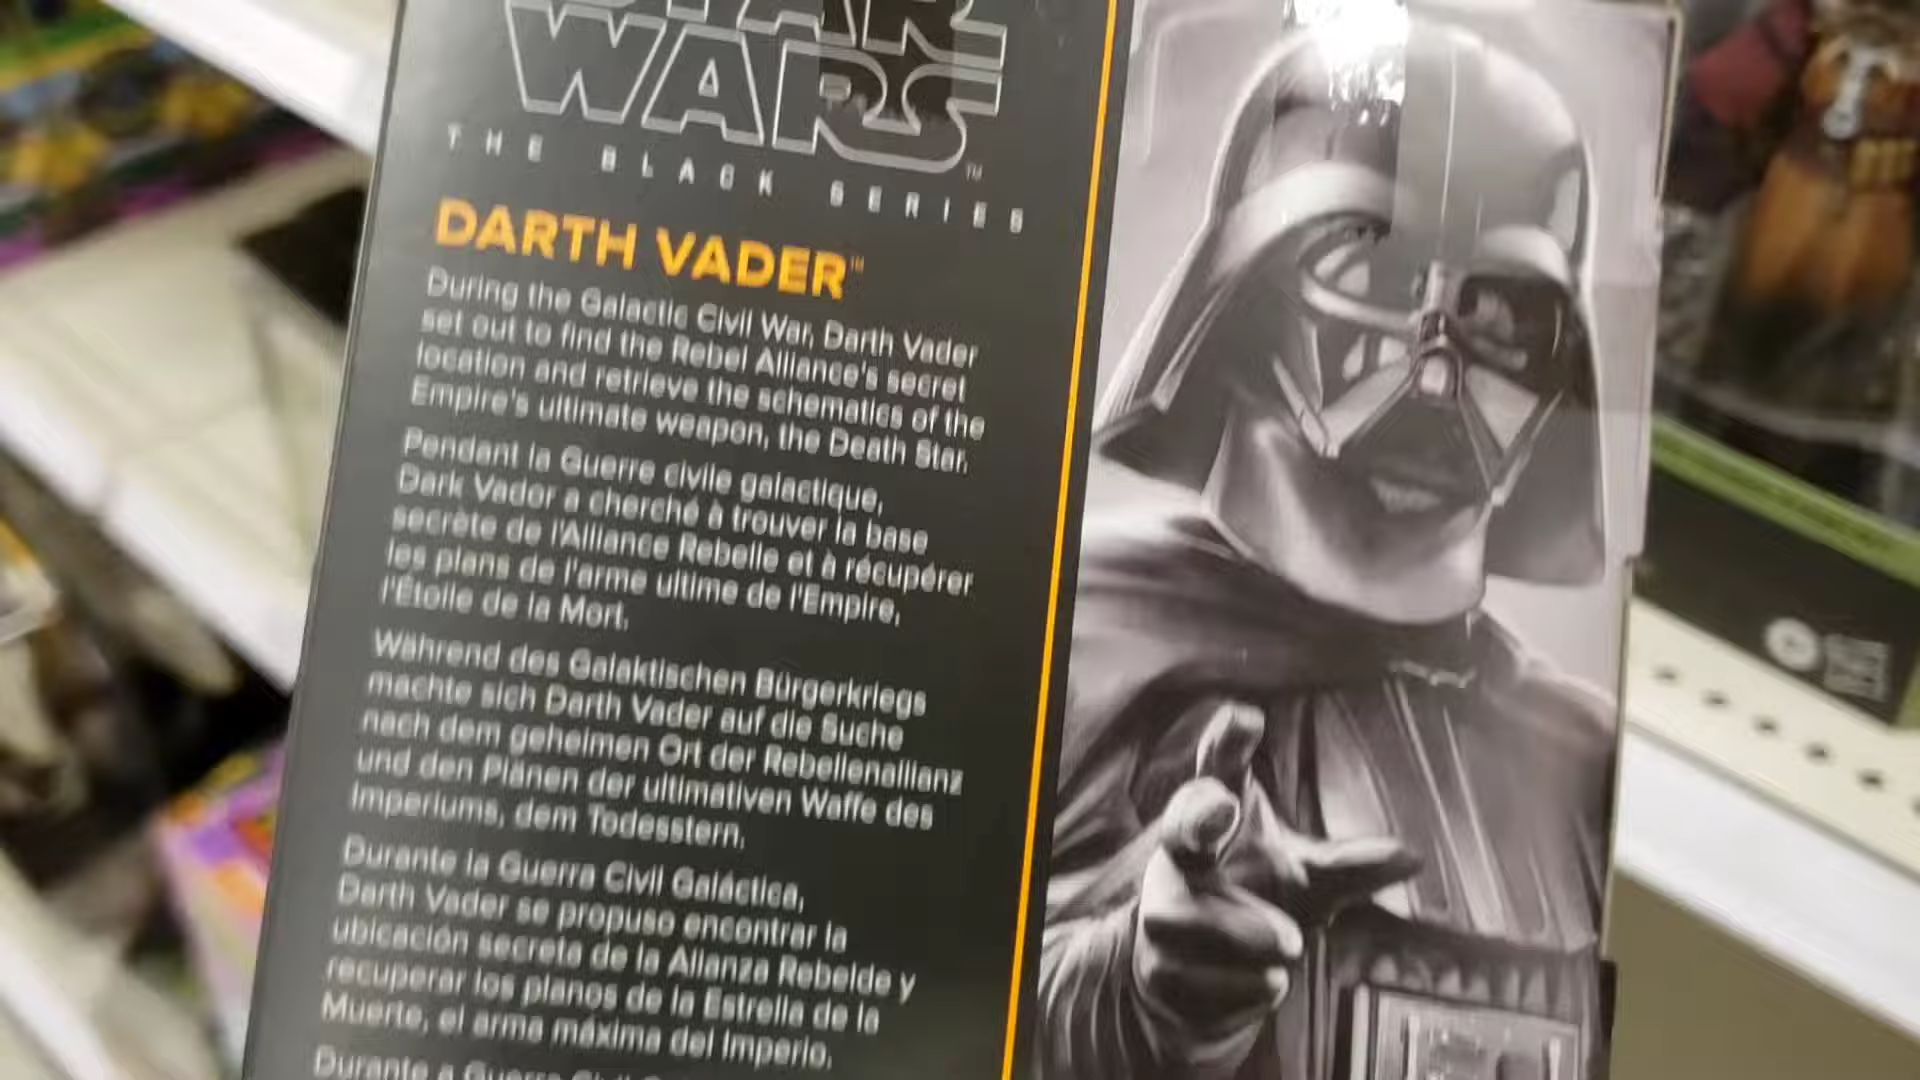 STAR
WARS
TM
THE BLACK SERIES
DARTH VADER™
During the Galactic Civil War, Darth Vader
set out to find the Rebel Alliance's secret
location and retrieve the schematics of the
Empire's ultimate weapon, the Death Star.
Pendant la Guerre civile galactique,
Dark Vador a cherché à trouver la base
secrète de l'Alliance Rebelle et à récupérer
les plans de l'arme ultime de l'Empire,
l'Étoile de la Mort.
Während des Galaktischen Bürgerkriegs
machte sich Darth Vader auf die Suche
nach dem geheimen Ort der Rebellenallianz
und den Plänen der ultimativen Waffe des
Imperiums, dem Todesstern.
Durante la Guerra Civil Galáctica,
Darth Vader se propuso encontrar la
ubicación secreta de la Alianza Rebelde y
recuperar los planos de la Estrella de la
Muerte, el arma máxima del Imperio.
Durante a Guerra Civil